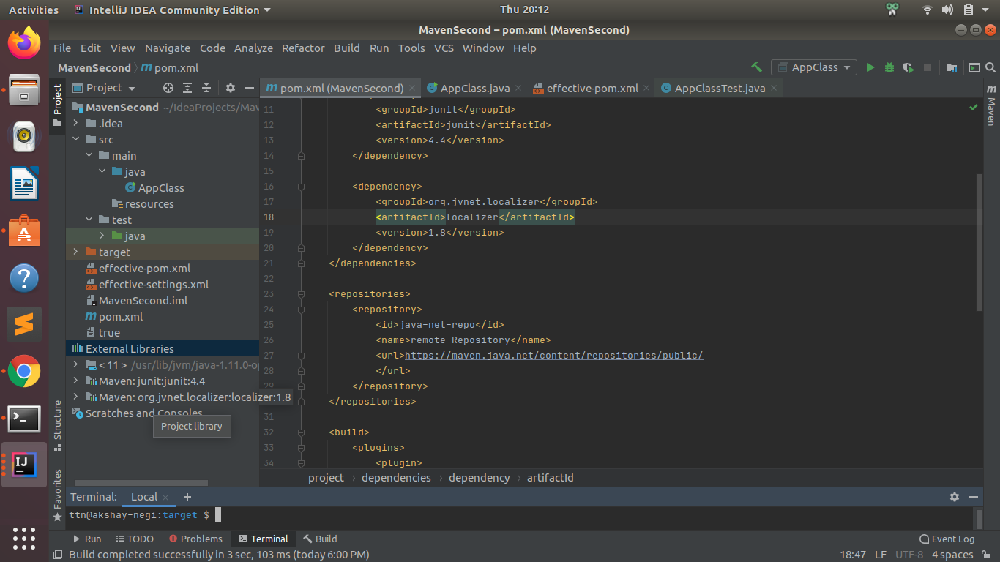 Activities IntelliJ IDEA Community Edition Thu 20:12
MavenSecond – pom.xml (MavenSecond)
File Edit View Navigate Code Analyze Refactor Build Run Tools VCS Window Help
MavenSecond pom.xml AppClass
Project
Structure
Favorites
Maven
Project
MavenSecond ~/IdeaProjects/Mav
.idea
src
main
java
AppClass
resources
test
java
target
effective-pom.xml
effective-settings.xml
MavenSecond.iml
pom.xml
true
External Libraries
< 11 > /usr/lib/jvm/java-1.11.0-op
Maven: junit:junit:4.4
Maven: org.jvnet.localizer:localizer:1.8
Scratches and Consoles
Project library
pom.xml (MavenSecond) AppClass.java effective-pom.xml AppClassTest.java
11 <groupId>junit</groupId>
12 <artifactId>junit</artifactId>
13 <version>4.4</version>
14 </dependency>
15
16 <dependency>
17 <groupId>org.jvnet.localizer</groupId>
18 <artifactId>localizer</artifactId>
19 <version>1.8</version>
20 </dependency>
21 </dependencies>
22
23 <repositories>
24 <repository>
25 <id>java-net-repo</id>
26 <name>remote Repository</name>
27 <url>https://maven.java.net/content/repositories/public/
28 </url>
29 </repository>
</repositories>
31
32 <build>
33 <plugins>
34 <plugin>
project › dependencies › dependency › artifactId
Terminal: Local × +
ttn@akshay-negi:target $
Run TODO Problems Terminal Build Event Log
Build completed successfully in 3 sec, 103 ms (today 6:00 PM) 18:47 LF UTF-8 4 spaces